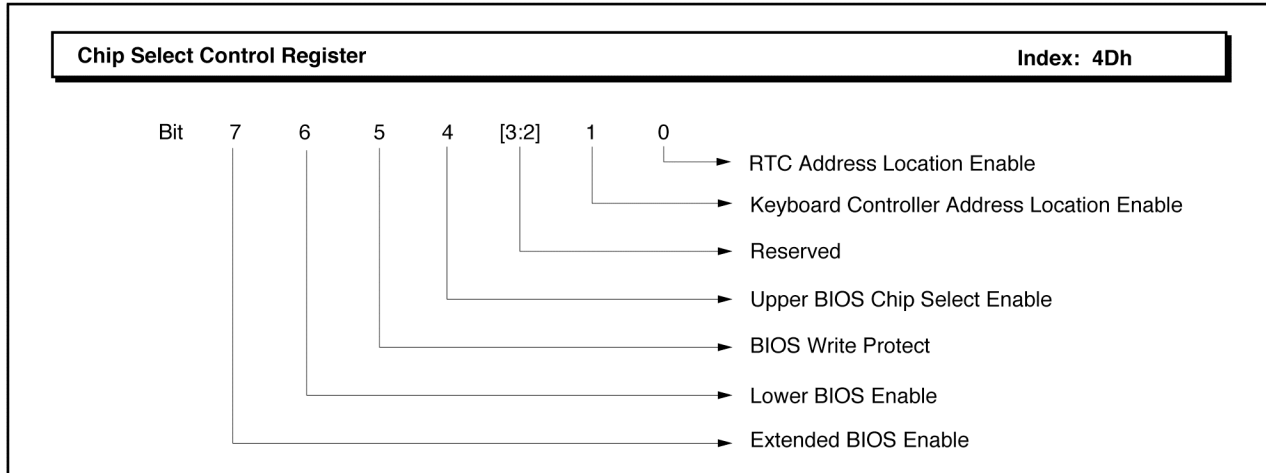 Chip Select Control Register Index: 4Dh
Bit 7 6 5 4 [3:2] 1 0
RTC Address Location Enable
Keyboard Controller Address Location Enable
Reserved
Upper BIOS Chip Select Enable
BIOS Write Protect
Lower BIOS Enable
Extended BIOS Enable